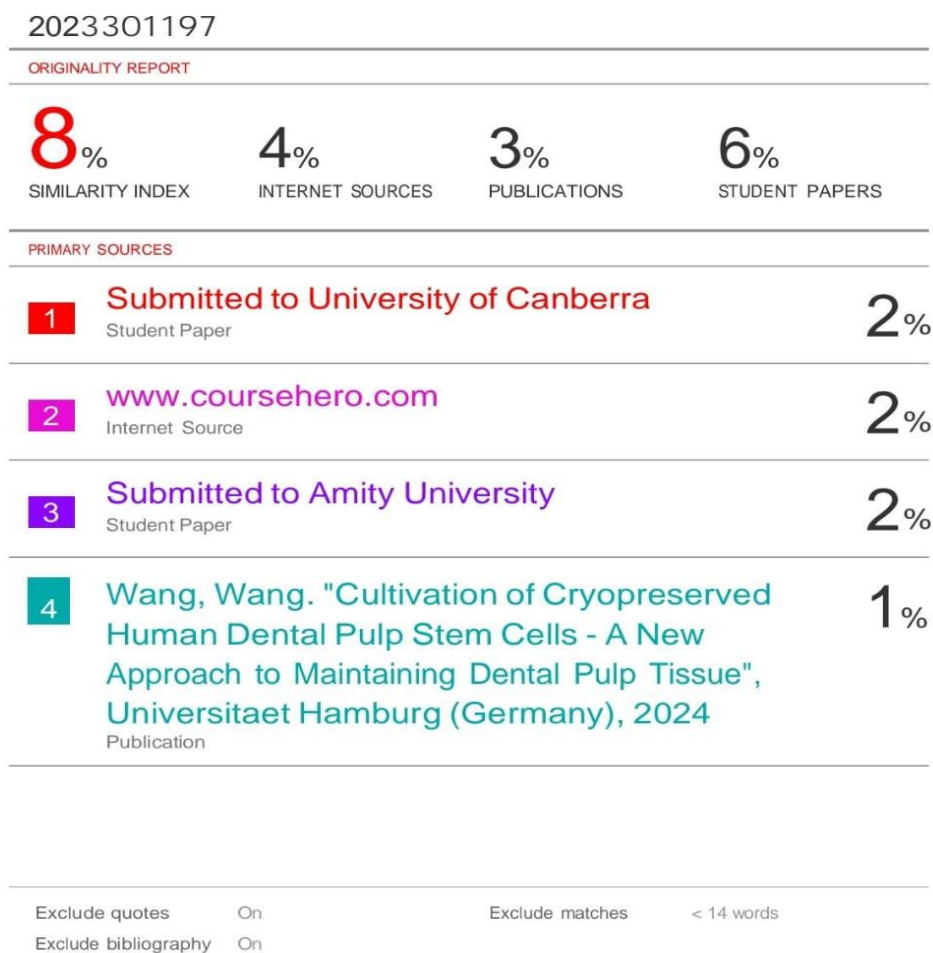 2023301197
ORIGINALITY REPORT
8% 4% 3% 6%
SIMILARITY INDEX INTERNET SOURCES PUBLICATIONS STUDENT PAPERS
PRIMARY SOURCES
1 Submitted to University of Canberra 2%
Student Paper
2 www.coursehero.com 2%
Internet Source
3 Submitted to Amity University 2%
Student Paper
4 Wang, Wang. "Cultivation of Cryopreserved 1%
Human Dental Pulp Stem Cells - A New
Approach to Maintaining Dental Pulp Tissue",
Universitaet Hamburg (Germany), 2024
Publication
Exclude quotes On Exclude matches < 14 words
Exclude bibliography On